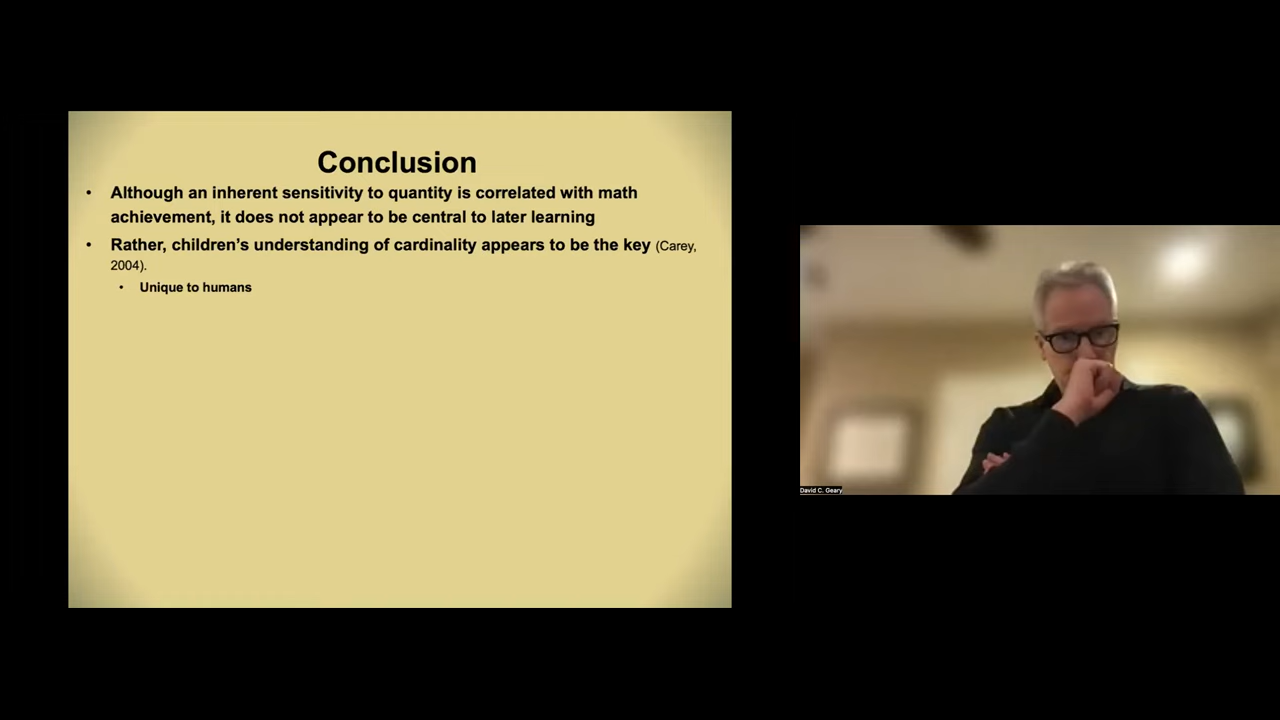 Conclusion
• Although an inherent sensitivity to quantity is correlated with math
achievement, it does not appear to be central to later learning
• Rather, children’s understanding of cardinality appears to be the key (Carey,
2004).
• Unique to humans
David C. Geary